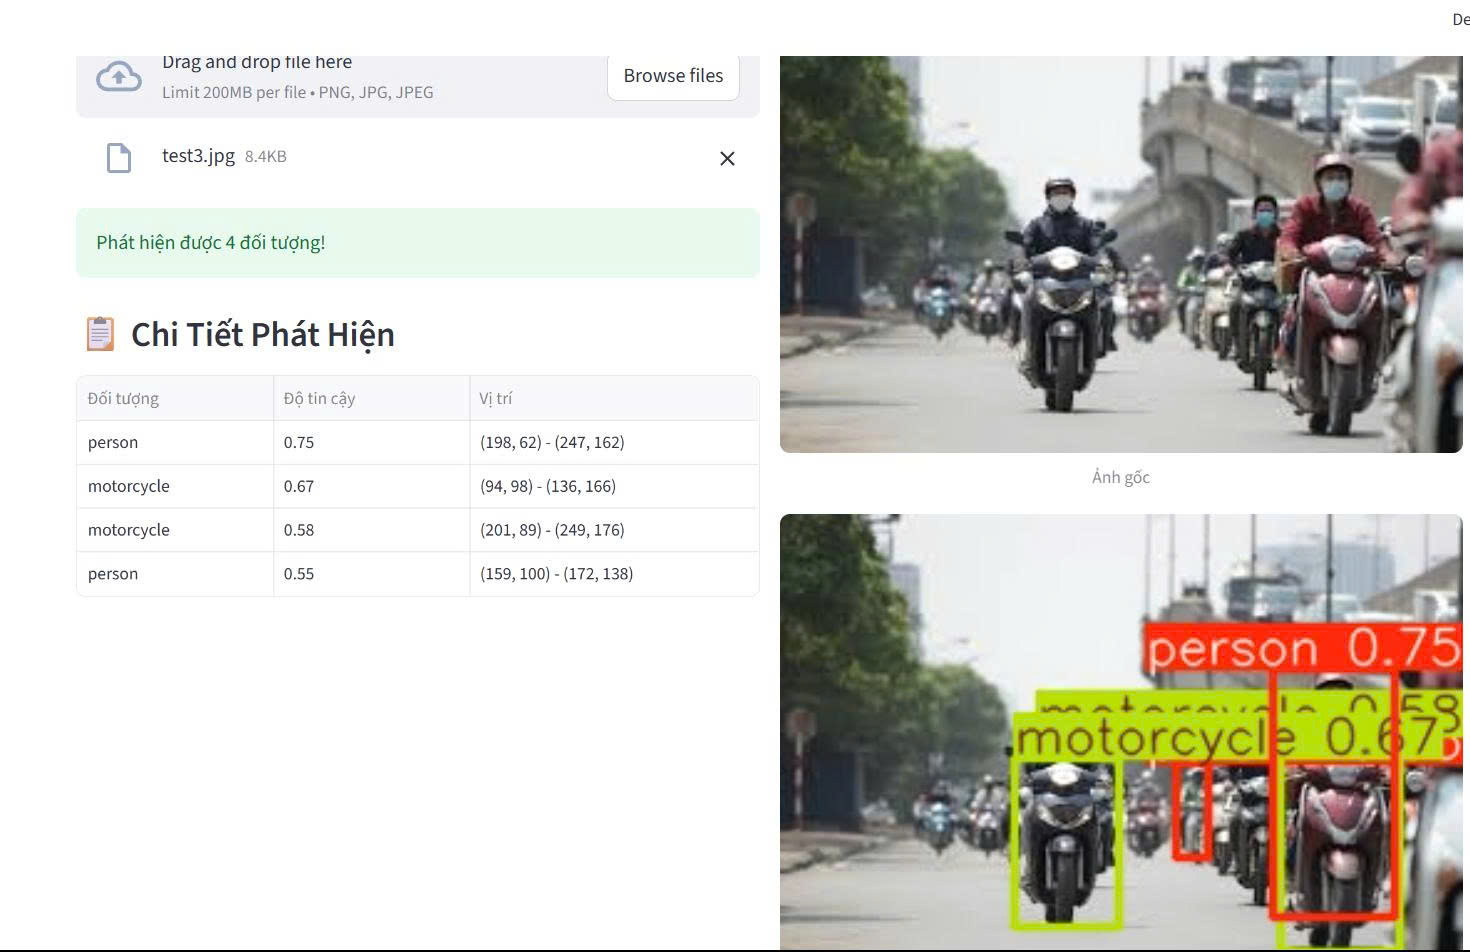 De
Drag and drop file here
Limit 200MB per file • PNG, JPG, JPEG
Browse files
test3.jpg 8.4KB
Phát hiện được 4 đối tượng!
Chi Tiết Phát Hiện
Đối tượng Độ tin cậy Vị trí
person 0.75 (198, 62) - (247, 162)
motorcycle 0.67 (94, 98) - (136, 166)
motorcycle 0.58 (201, 89) - (249, 176)
person 0.55 (159, 100) - (172, 138)
Ảnh gốc
person 0.75
motorcycle 0.58
motorcycle 0.67